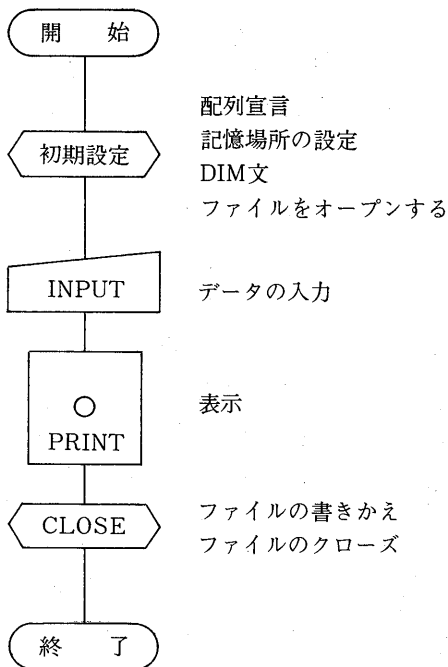 開 始
配列宣言
記憶場所の設定
初期設定
DIM文
ファイルをオープンする
INPUT
データの入力
表示
PRINT
ファイルの書きかえ
CLOSE
ファイルのクローズ
終 了